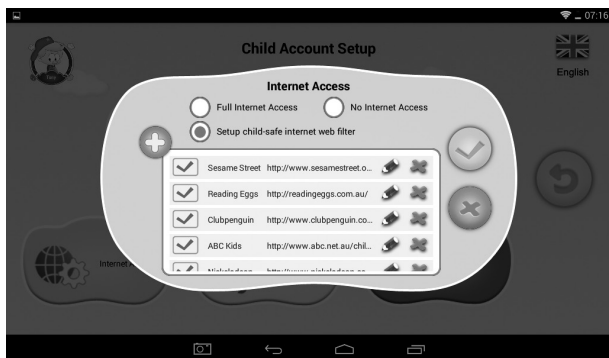 07:16
Child Account Setup
English
Internet Access
Full Internet Access
No Internet Access
Setup child-safe internet web filter
Sesame Street http://www.sesamestreet.o...
Reading Eggs http://readingeggs.com.au/
Clubpenguin http://www.clubpenguin.co...
ABC Kids http://www.abc.net.au/chil...
Internet